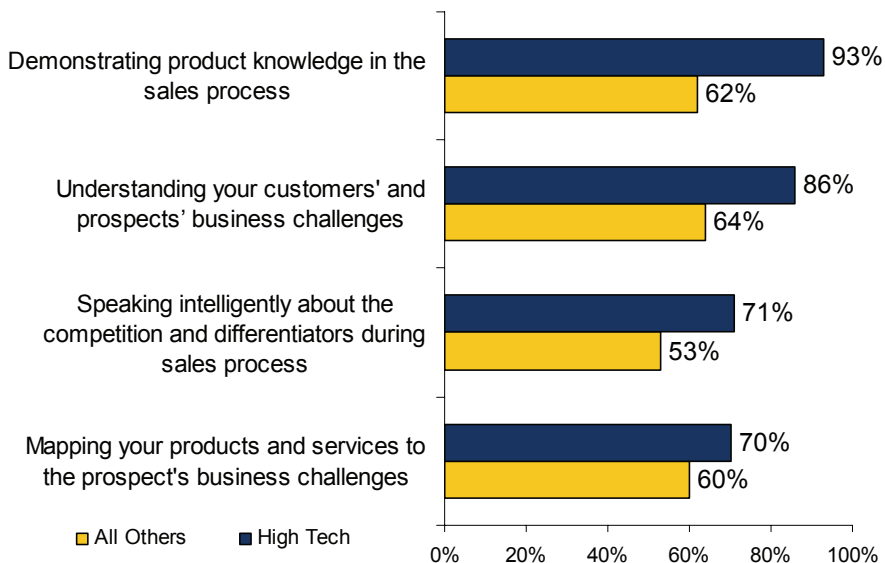 Demonstrating product knowledge in the
sales process
93%
62%
Understanding your customers' and
prospects’ business challenges
86%
64%
Speaking intelligently about the
competition and differentiators during
sales process
71%
53%
Mapping your products and services to
the prospect's business challenges
70%
60%
All Others High Tech
0% 20% 40% 60% 80% 100%